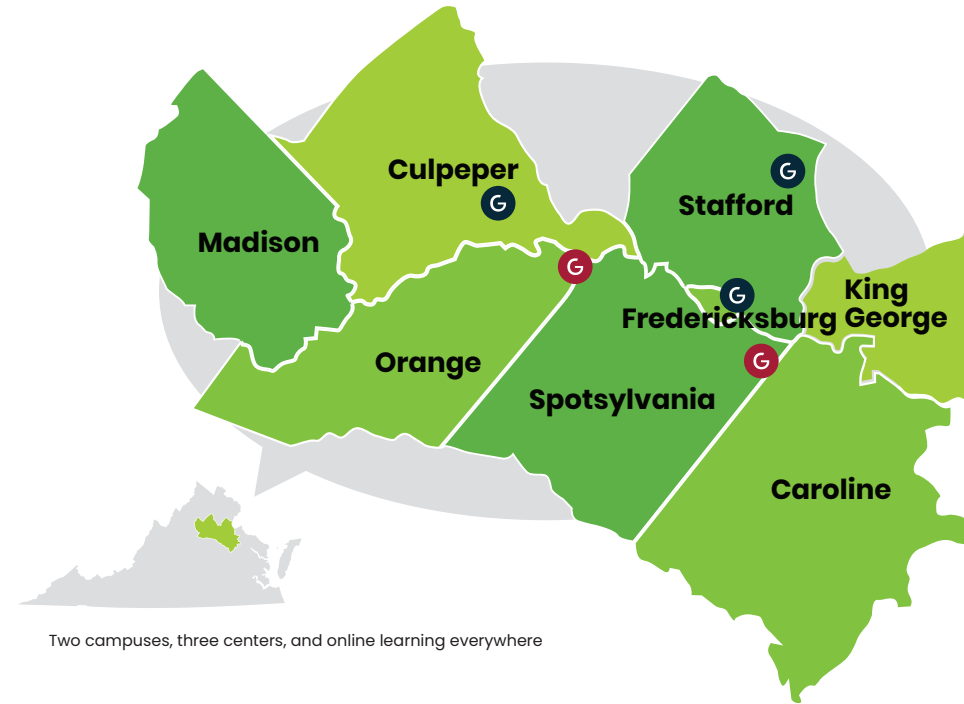 Culpeper
G
G
Stafford
Madison
G
G
King
George
Fredericksburg
Orange
G
Spotsylvania
Caroline
Two campuses, three centers, and online learning everywhere